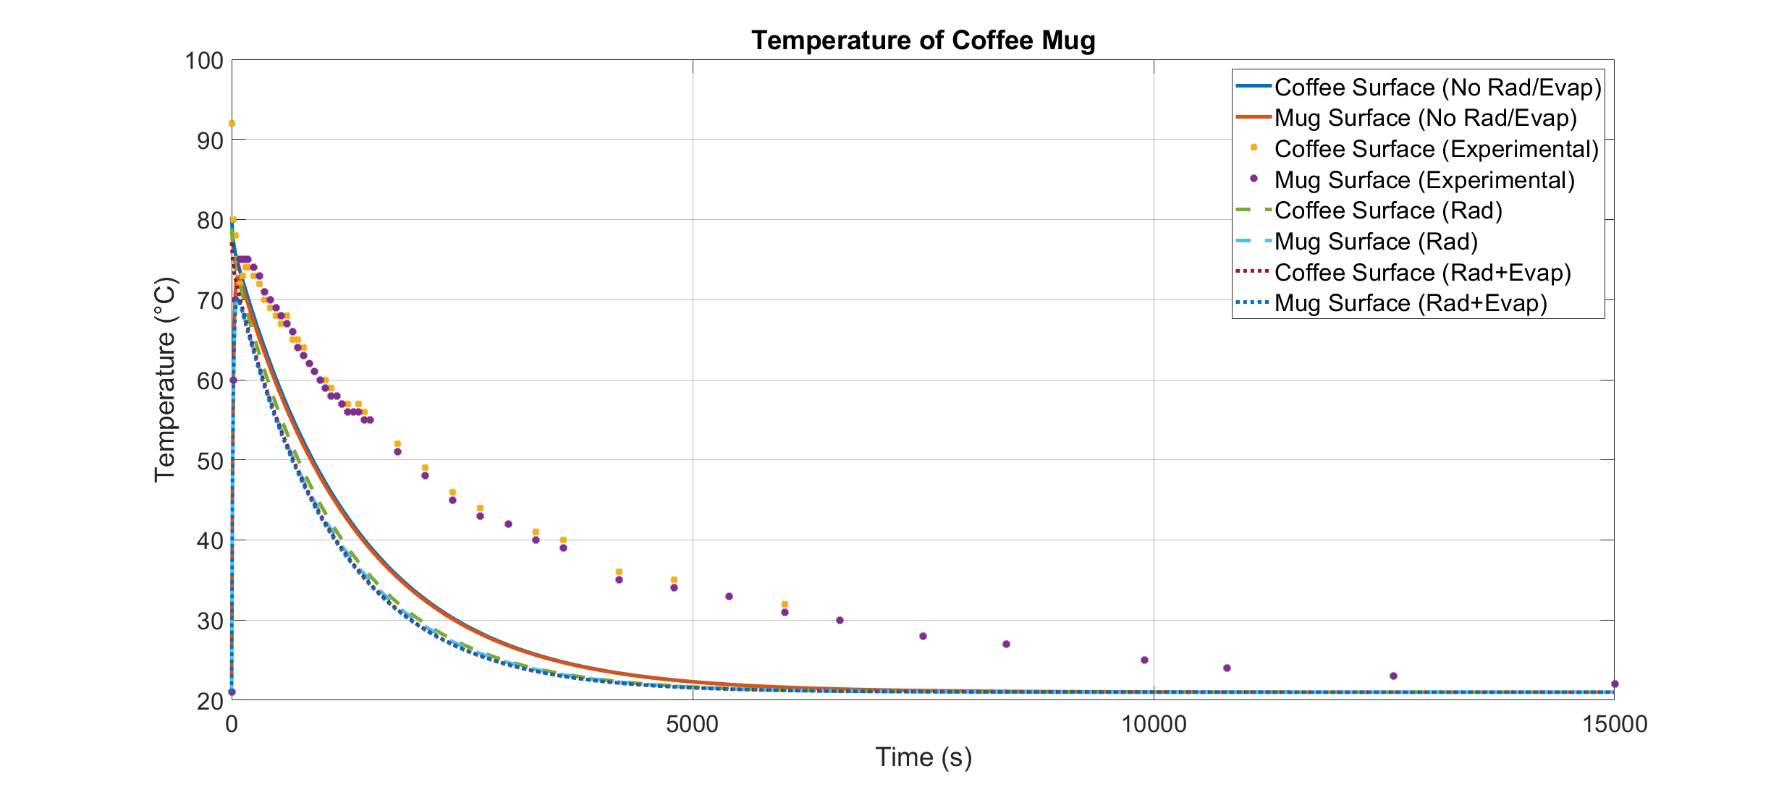 Temperature of Coffee Mug
100
90
80
70
60
50
40
30
20
Temperature (°C)
0
5000
10000
15000
Time (s)
Coffee Surface (No Rad/Evap)
Mug Surface (No Rad/Evap)
Coffee Surface (Experimental)
Mug Surface (Experimental)
Coffee Surface (Rad)
Mug Surface (Rad)
Coffee Surface (Rad+Evap)
Mug Surface (Rad+Evap)